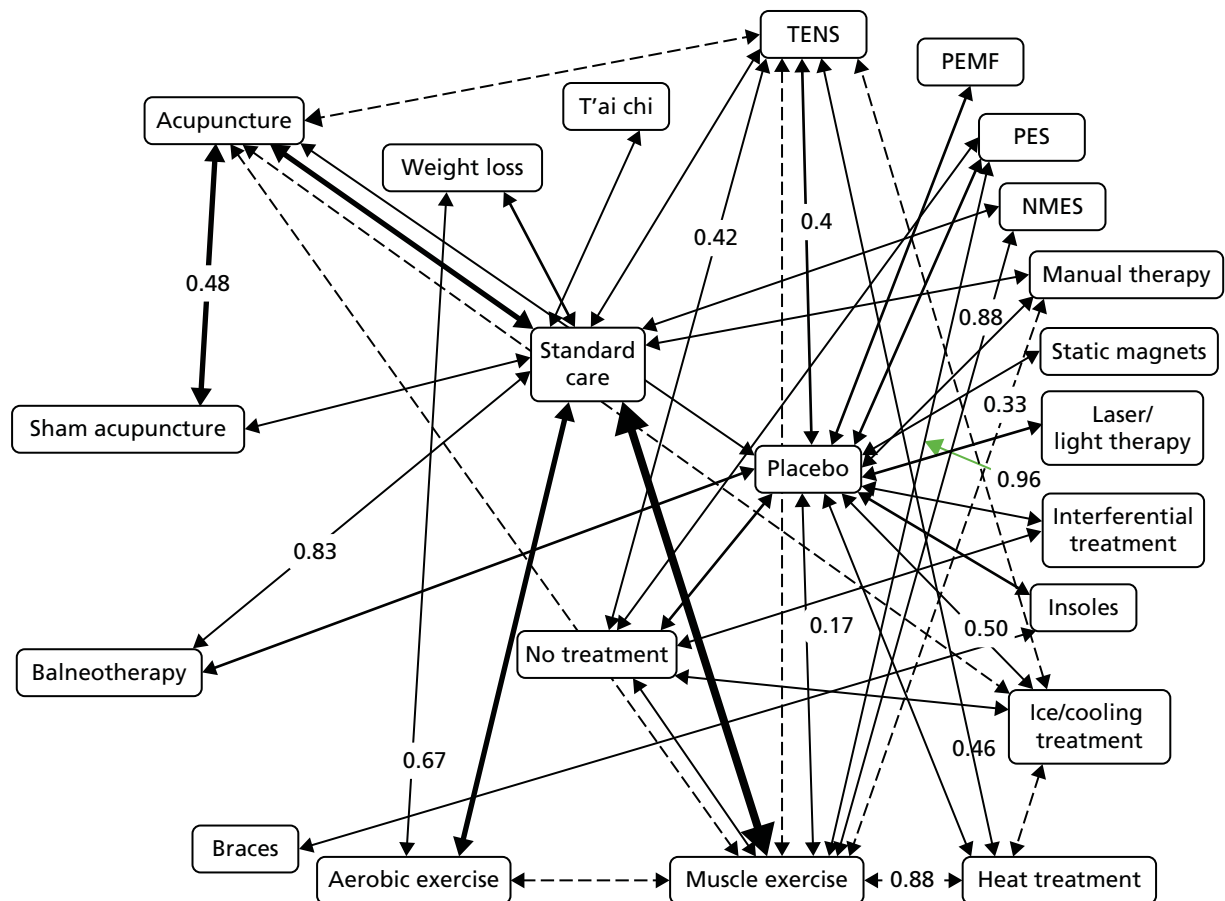 TENS
PEMF
T'ai chi
Acupuncture
PES
Weight loss
NMES
0.4
0.42
Manual therapy
0.48
0.88
Standard
care
Static magnets
0.33
Laser/
light therapy
Sham acupuncture
Placebo
0.96
Interferential
treatment
0.83
Insoles
0.17
0.50
No treatment
Balneotherapy
Ice/cooling
treatment
0.67
0.46
Braces
Aerobic exercise
Muscle exercise
0.88
Heat treatment